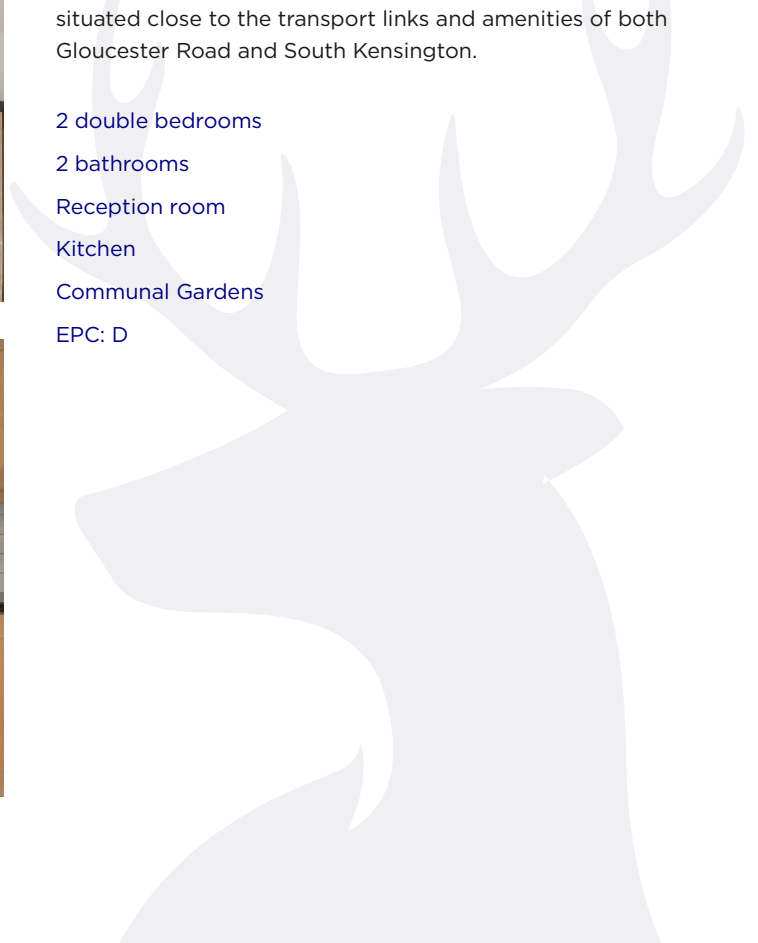 situated close to the transport links and amenities of both
Gloucester Road and South Kensington.
2 double bedrooms
2 bathrooms
Reception room
Kitchen
Communal Gardens
EPC: D